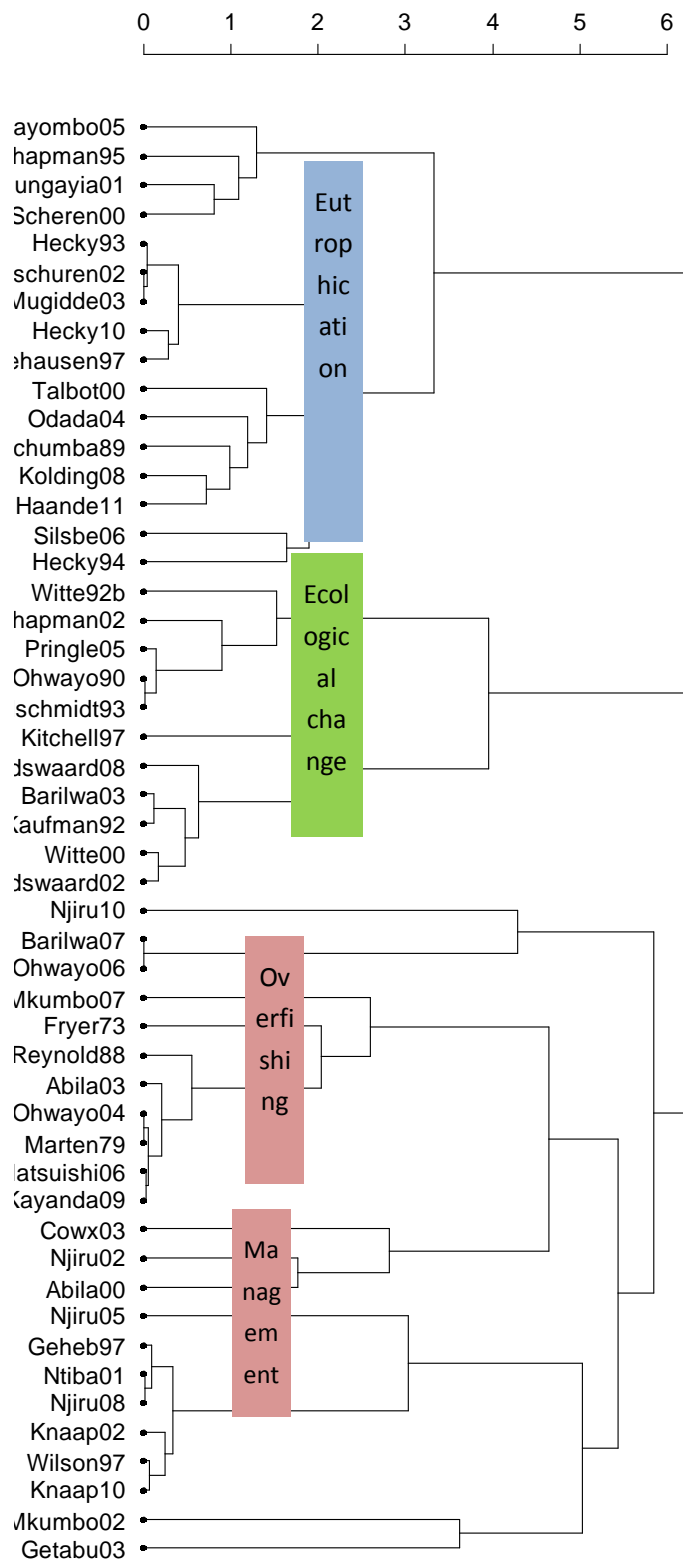 0 1 2 3 4 5 6
ayombo05
hapman95
ungayia01
Scheren00
Hecky93
schuren02
Mugidde03
Hecky10
ehausen97
Talbot00
Odada04
chumba89
Kolding08
Haande11
Silsbe06
Hecky94
Witte92b
hapman02
Pringle05
Ohwayo90
schmidt93
Kitchell97
dswaard08
Barilwa03
Kaufman92
Witte00
dswaard02
Njiru10
Barilwa07
Ohwayo06
Mkumbo07
Fryer73
Reynold88
Abila03
Ohwayo04
Marten79
latsuishi06
Kayanda09
Cowx03
Njiru02
Abila00
Njiru05
Geheb97
Ntiba01
Njiru08
Knaap02
Wilson97
Knaap10
Mkumbo02
Getabu03
Eut
rop
hic
ati
on
Ecol
ogic
al
cha
nge
Ov
erfi
shi
ng
Ma
nag
em
ent